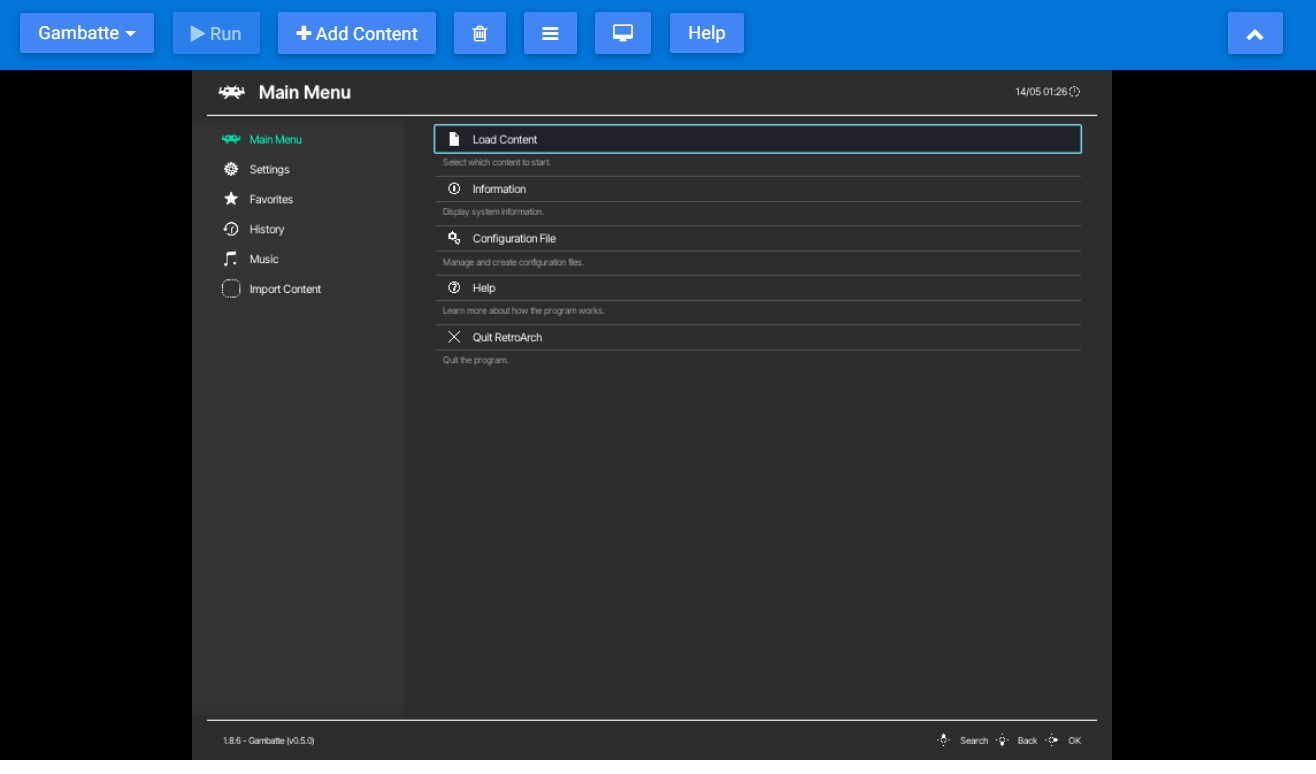 Gambatte Run Add Content Help
Main Menu 14/05 01:26
Main Menu
Settings
Favorites
History
Music
Import Content
Load Content
Select which content to start.
Information
Display system information.
Configuration File
Manage and create configuration files.
Help
Learn more about how the program works.
Quit RetroArch
Quit the program.
1.8.6 - Gambatte (v0.5.0) Search Back OK